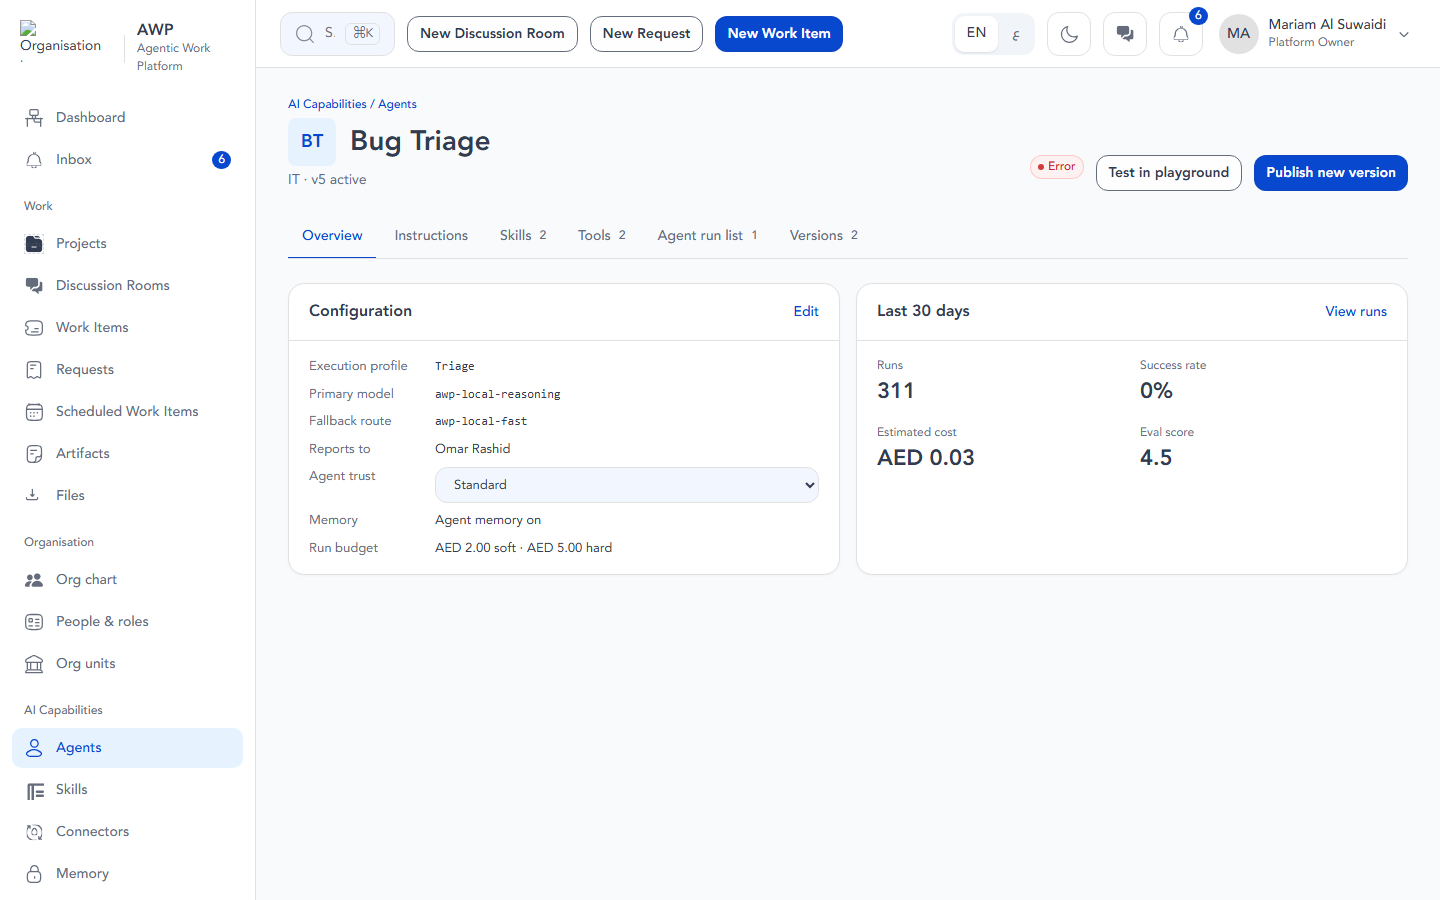 Organisation
AWP
Agentic Work
Platform
S.
⌘K
New Discussion Room
New Request
New Work Item
EN
ع
6
MA
Mariam Al Suwaidi
Platform Owner
Dashboard
Inbox
6
Work
Projects
Discussion Rooms
Work Items
Requests
Scheduled Work Items
Artifacts
Files
Organisation
Org chart
People & roles
Org units
AI Capabilities
Agents
Skills
Connectors
Memory
AI Capabilities / Agents
BT
Bug Triage
IT · v5 active
Error
Test in playground
Publish new version
Overview
Instructions
Skills 2
Tools 2
Agent run list 1
Versions 2
Configuration
Edit
Execution profile Triage
Primary model awp-local-reasoning
Fallback route awp-local-fast
Reports to Omar Rashid
Agent trust Standard
Memory Agent memory on
Run budget AED 2.00 soft · AED 5.00 hard
Last 30 days
View runs
Runs
311
Success rate
0%
Estimated cost
AED 0.03
Eval score
4.5